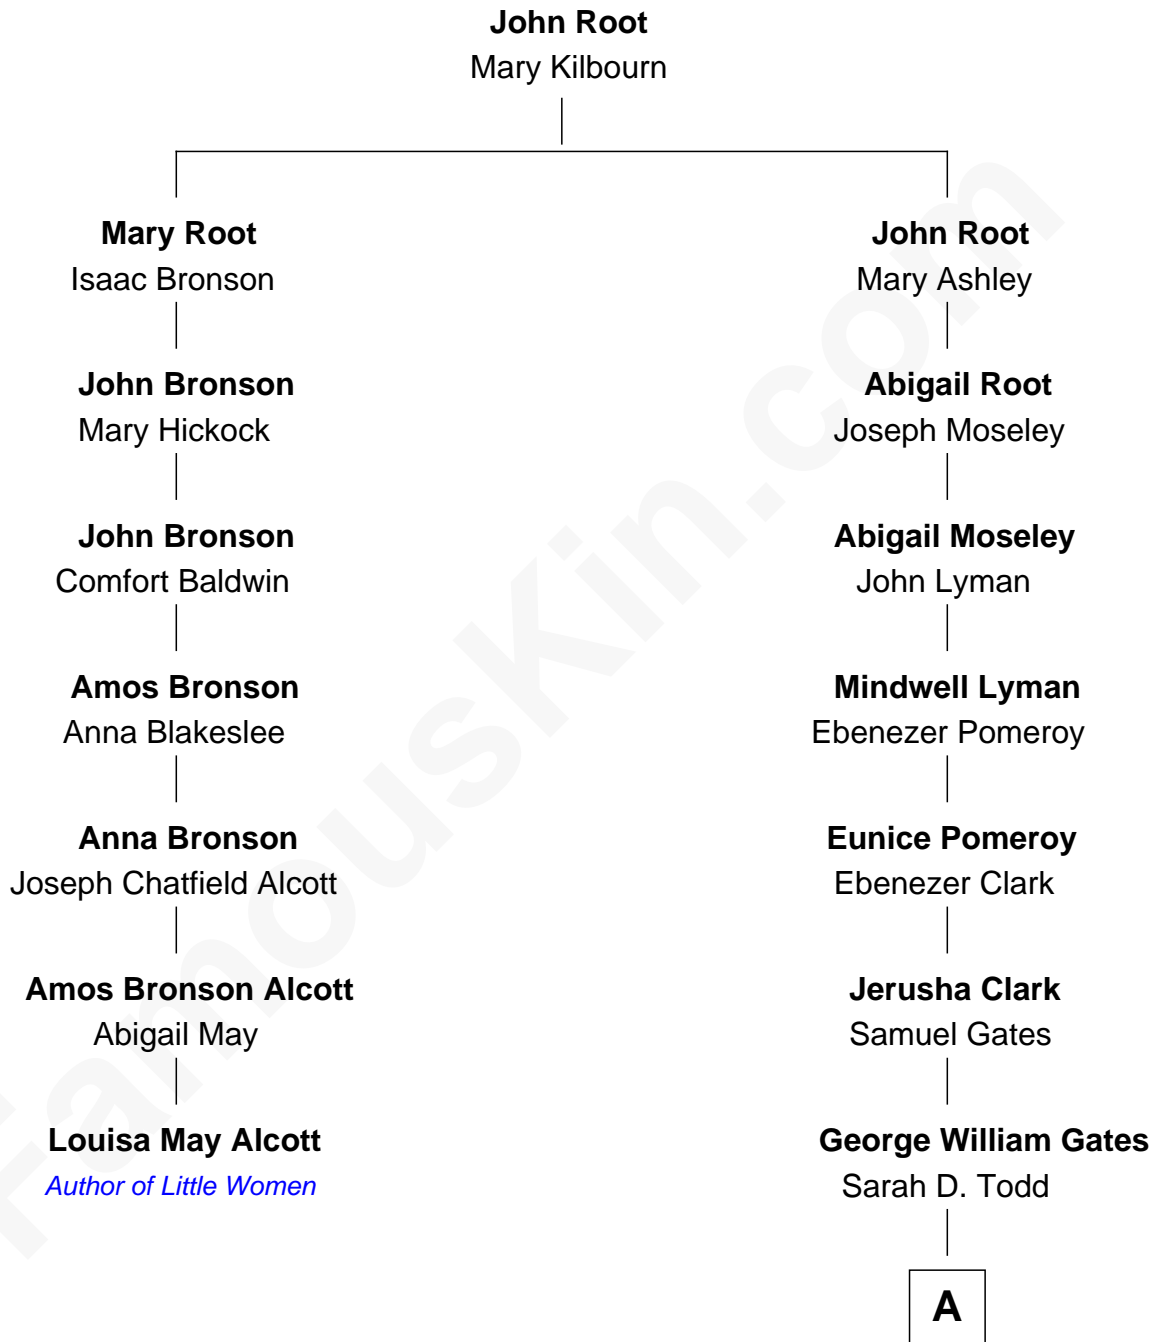 John Root
Mary Kilbourn
Mary Root
Isaac Bronson
John Bronson
Mary Hickock
John Bronson
Comfort Baldwin
Amos Bronson
Anna Blakeslee
Anna Bronson
Joseph Chatfield Alcott
Amos Bronson Alcott
Abigail May
Louisa May Alcott
Author of Little Women
John Root
Mary Ashley
Abigail Root
Joseph Moseley
Abigail Moseley
John Lyman
Mindwell Lyman
Ebenezer Pomeroy
Eunice Pomeroy
Ebenezer Clark
Jerusha Clark
Samuel Gates
George William Gates
Sarah D. Todd
A
FamousKin.com